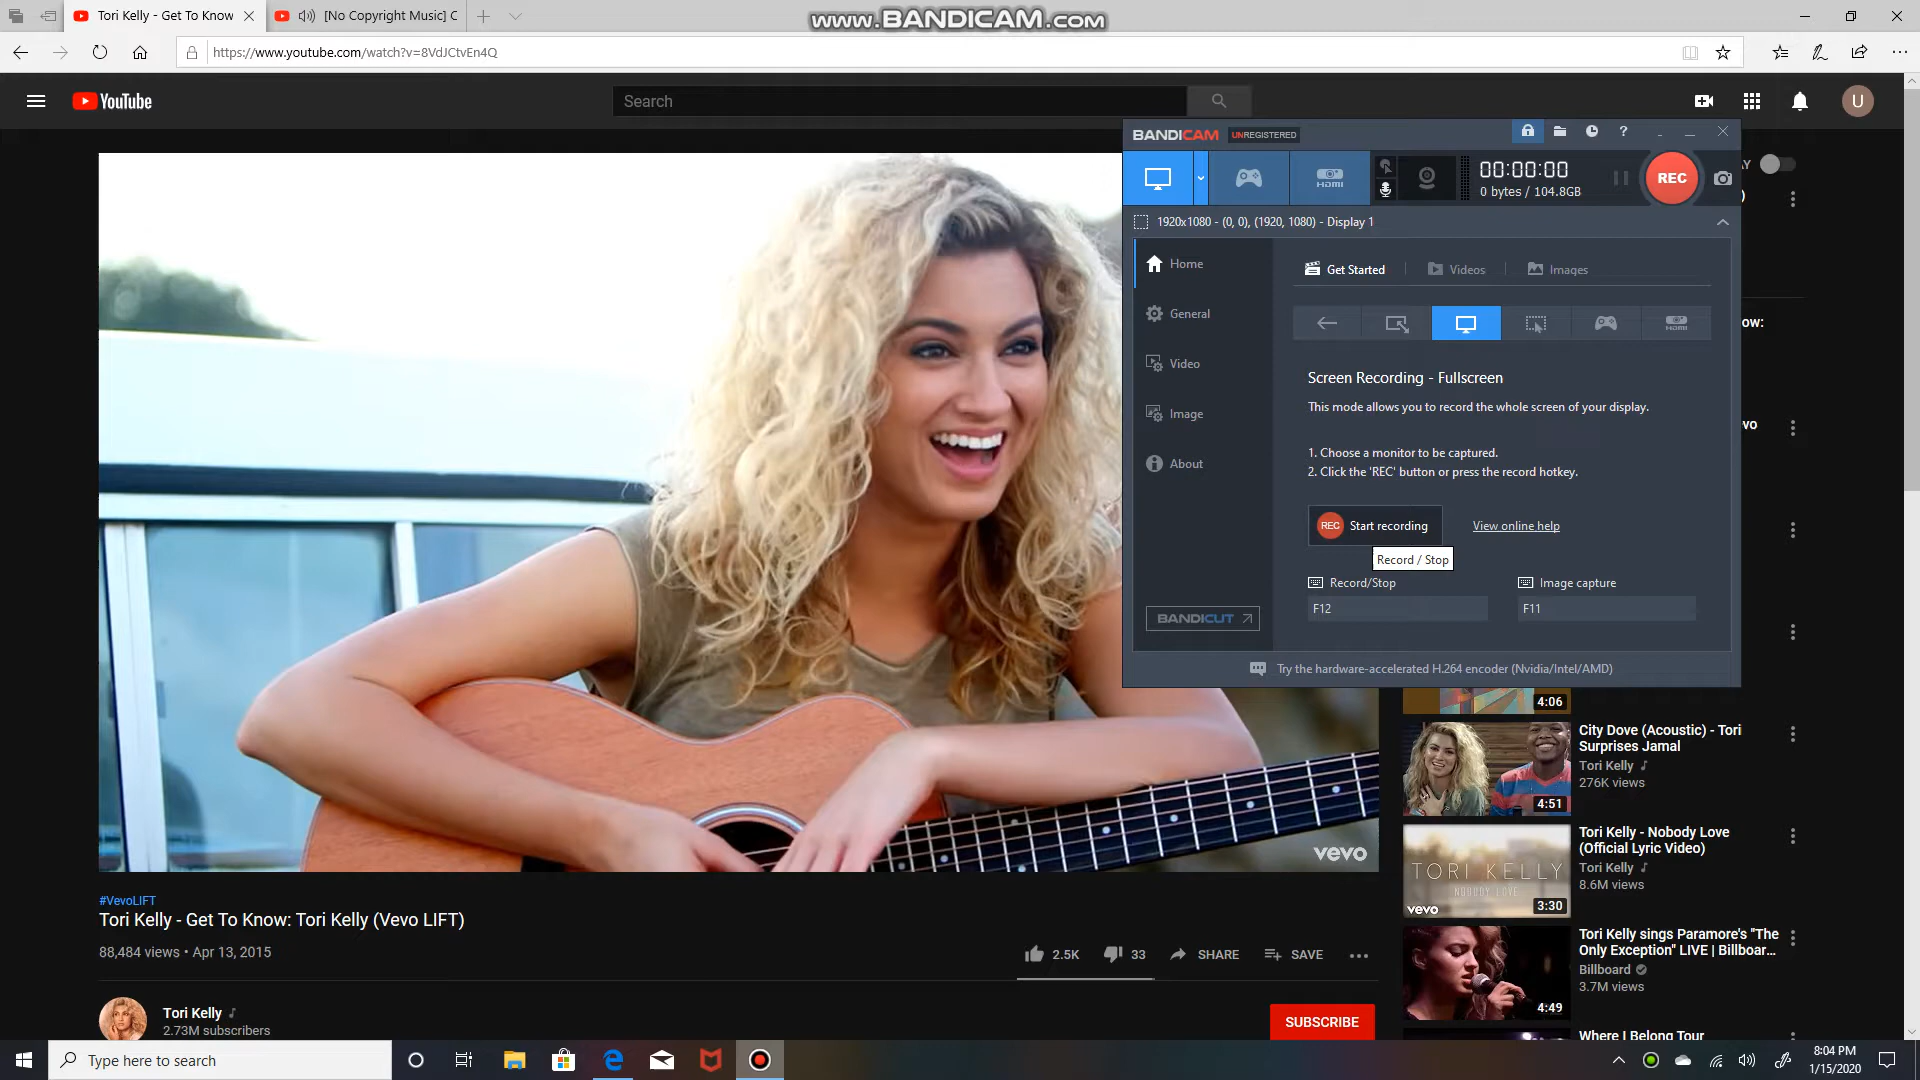 Tori Kelly - Get To Know
[No Copyright Music] C
www.BANDICAM.com
https://www.youtube.com/watch?v=8VdJCtvEn4Q
YouTube
Search
U
BANDICAM UNREGISTERED
HDMI
00:00:00
0 bytes / 104.8GB
REC
AY
1920x1080 - (0, 0), (1920, 1080) - Display 1
Home
General
Video
Image
About
BANDICUT
Get Started
Videos
Images
HDMI
Screen Recording - Fullscreen
This mode allows you to record the whole screen of your display.
1. Choose a monitor to be captured.
2. Click the 'REC' button or press the record hotkey.
REC Start recording
View online help
Record / Stop
Record/Stop
Image capture
F12
F11
Try the hardware-accelerated H.264 encoder (Nvidia/Intel/AMD)
)
ow:
vo
vevo
#VevoLIFT
Tori Kelly - Get To Know: Tori Kelly (Vevo LIFT)
88,484 views • Apr 13, 2015
2.5K
33
SHARE
SAVE
Tori Kelly
2.73M subscribers
SUBSCRIBE
4:06
City Dove (Acoustic) - Tori
Surprises Jamal
Tori Kelly
276K views
4:51
Tori Kelly - Nobody Love
(Official Lyric Video)
Tori Kelly
8.6M views
TORI KELLY
NOBODY LOVE
vevo
3:30
Tori Kelly sings Paramore's "The
Only Exception" LIVE | Billboar...
Billboard
3.7M views
4:49
Where I Belong Tour
Type here to search
8:04 PM
1/15/2020